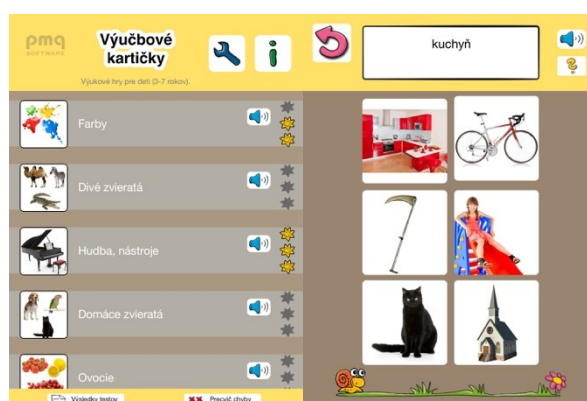 pmq
SOFTWARE
Výučbové
kartičky
Výukové hry pre deti (3-7 rokov).
Farby
Divé zvieratá
Hudba, nástroje
Domáce zvieratá
Ovocie
Výsledky testov
Precvič chyby
kuchyň